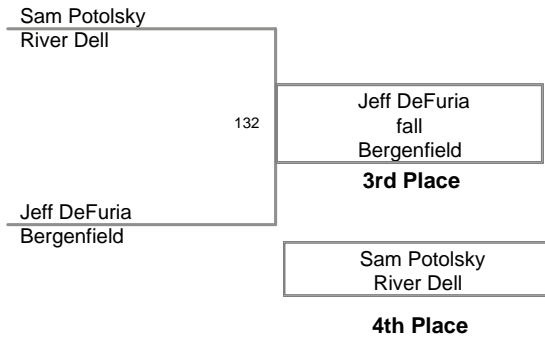 Sam Potolsky
River Dell
132
Jeff DeFuria
fall
Bergenfield
3rd Place
Jeff DeFuria
Bergenfield
Sam Potolsky
River Dell
4th Place